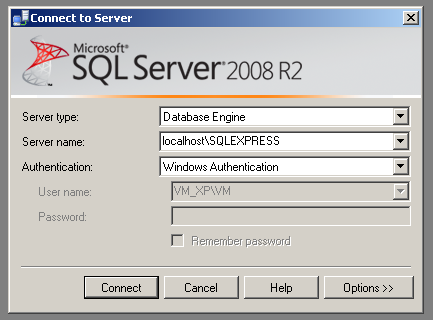 Connect to Server
Microsoft®
SQL Server® 2008 R2
Server type: Database Engine
Server name: localhost\SQLEXPRESS
Authentication: Windows Authentication
User name: VM_XP\VM
Password:
Remember password
Connect Cancel Help Options >>